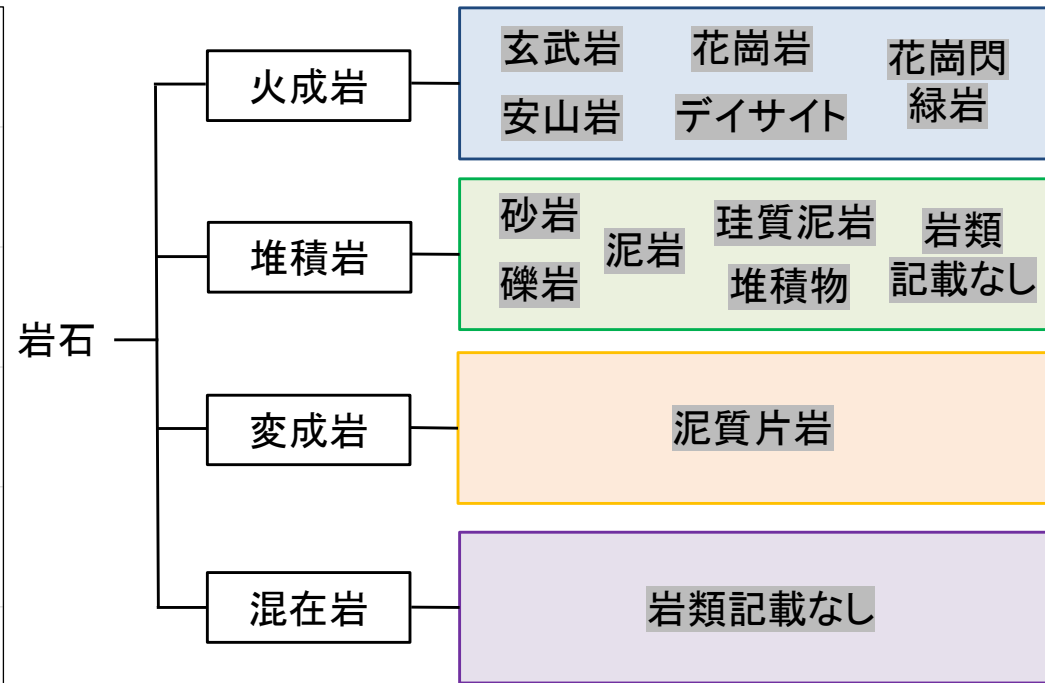 岩石
火成岩
玄武岩
花崗岩
花崗閃
緑岩
安山岩
デイサイト
堆積岩
砂岩
泥岩
珪質泥岩
岩類
記載なし
礫岩
堆積物
変成岩
泥質片岩
混在岩
岩類記載なし